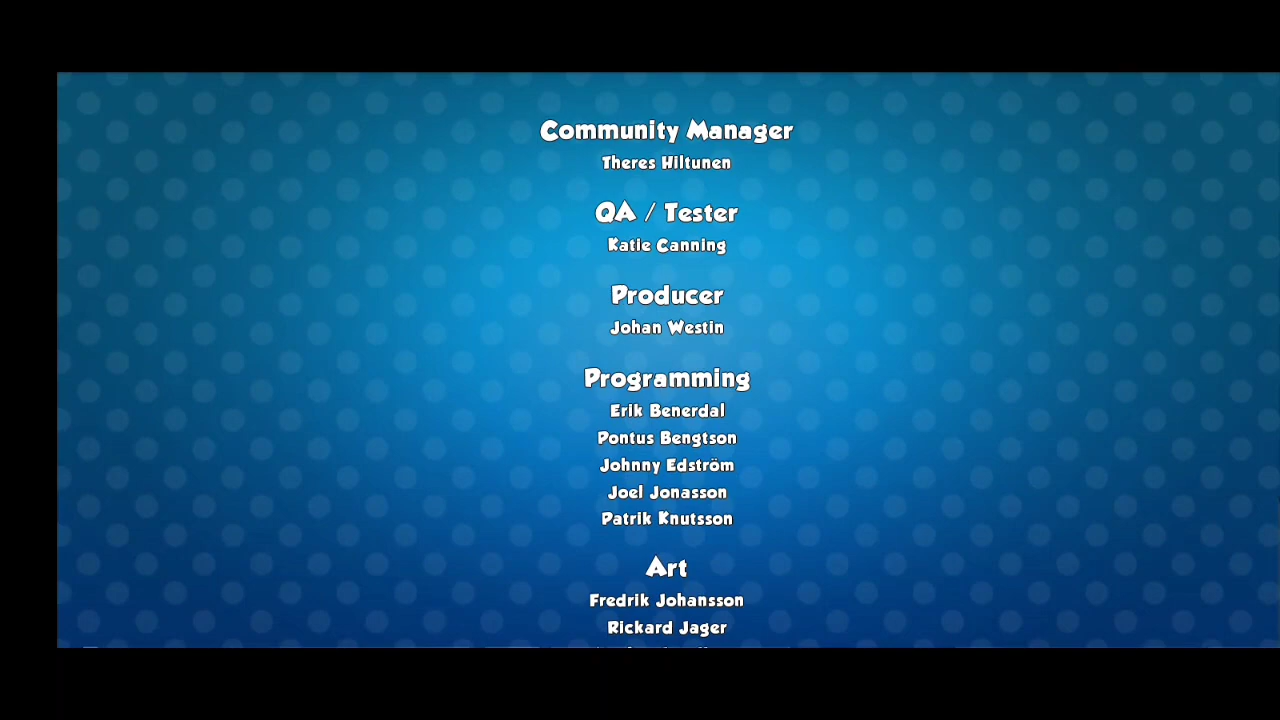 Community Manager
Theres Hiltunen
QA / Tester
Katie Canning
Producer
Johan Westin
Programming
Erik Benerdal
Pontus Bengtson
Johnny Edström
Joel Jonasson
Patrik Knutsson
Art
Fredrik Johansson
Rickard Jager